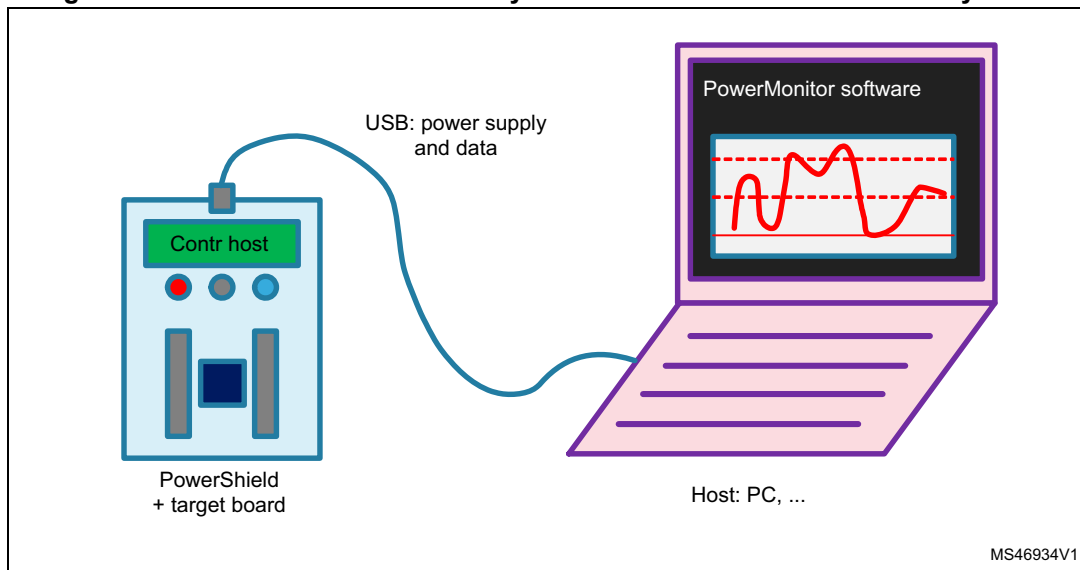 PowerMonitor software
USB: power supply
and data
Contr host
PowerShield
+ target board
Host: PC, ...
MS46934V1